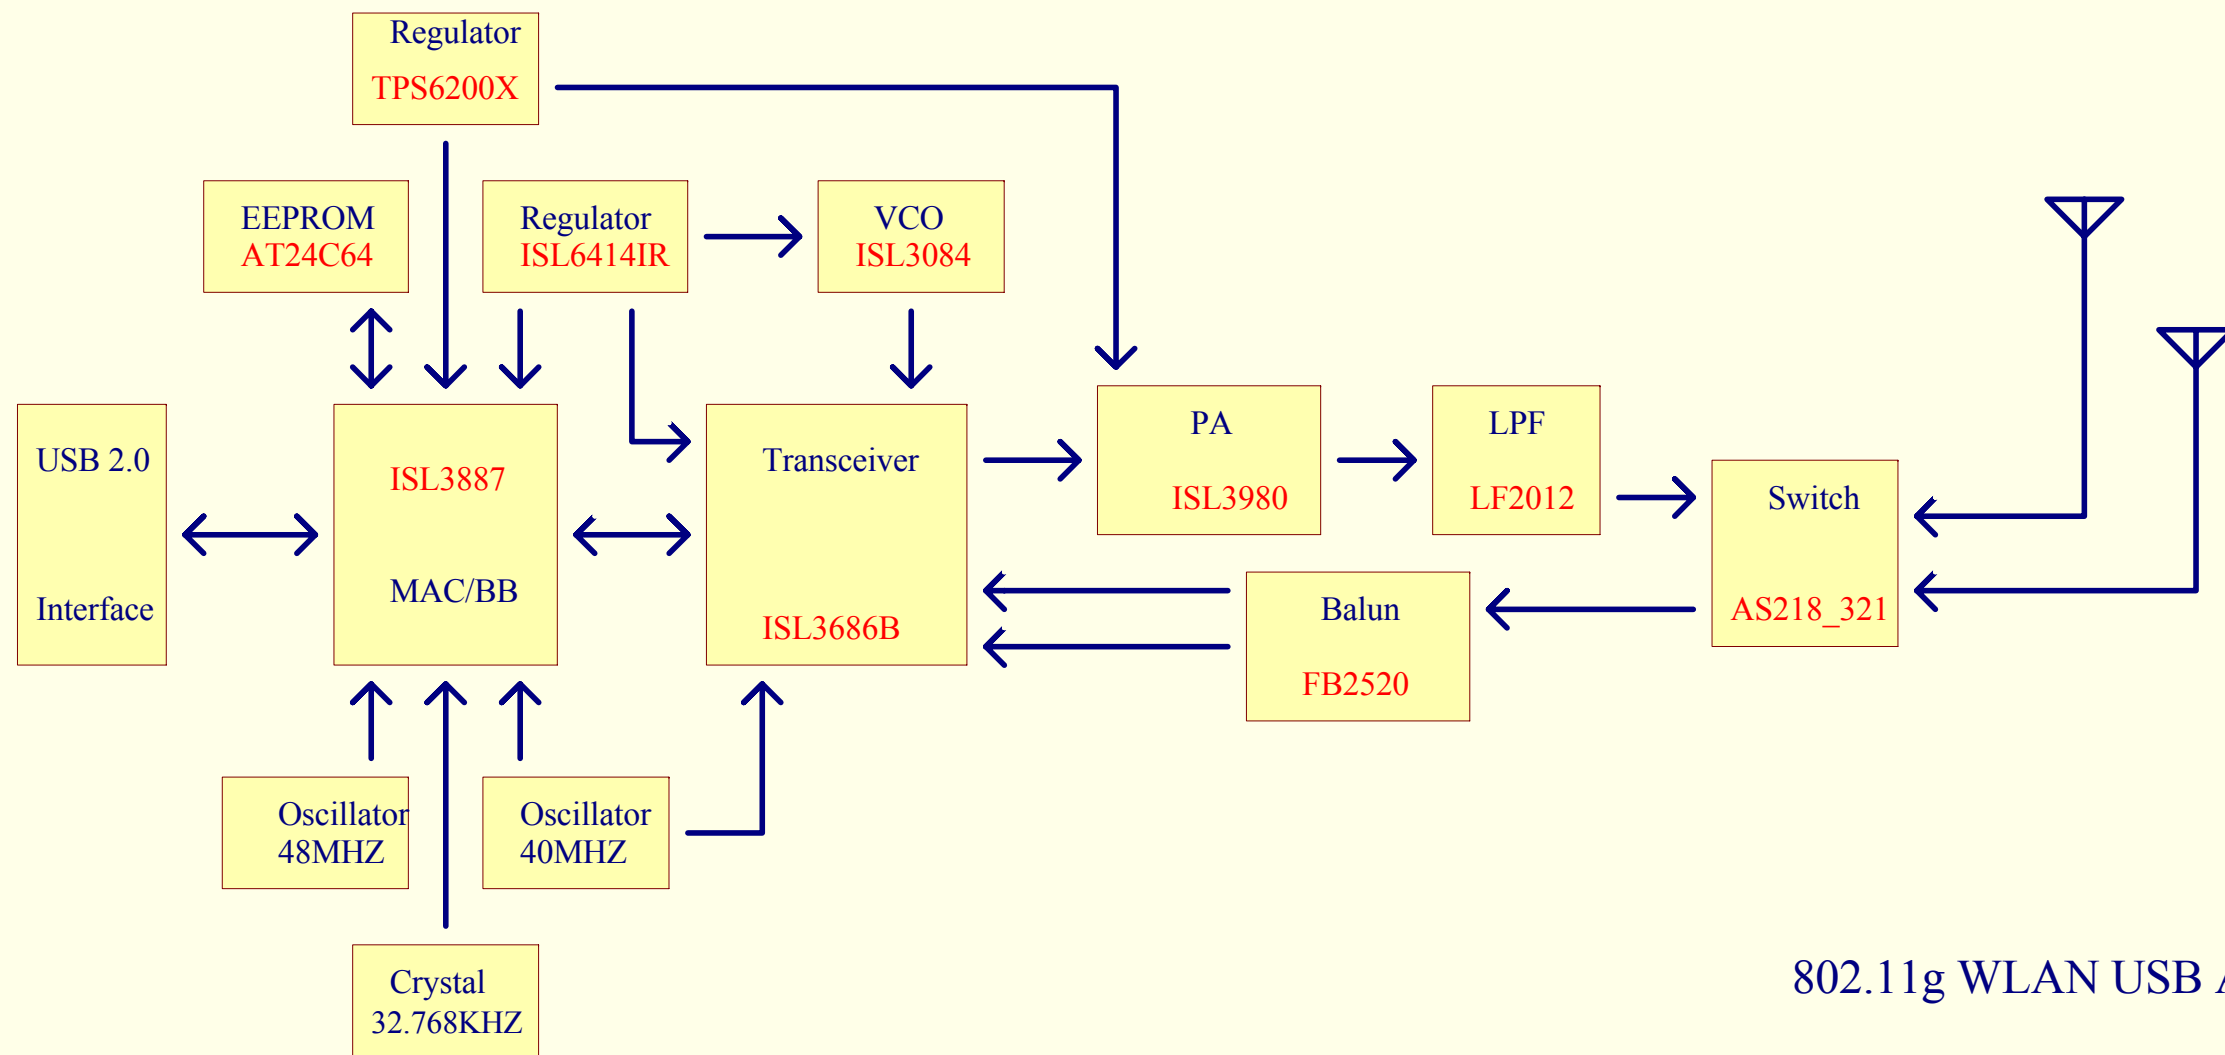 Regulator
TPS6200X
EEPROM
AT24C64
Regulator
ISL6414IR
VCO
ISL3084
USB 2.0
Interface
ISL3887
MAC/BB
Transceiver
ISL3686B
PA
ISL3980
LPF
LF2012
Switch
AS218_321
Balun
FB2520
Oscillator
48MHZ
Oscillator
40MHZ
Crystal
32.768KHZ
802.11g WLAN USB